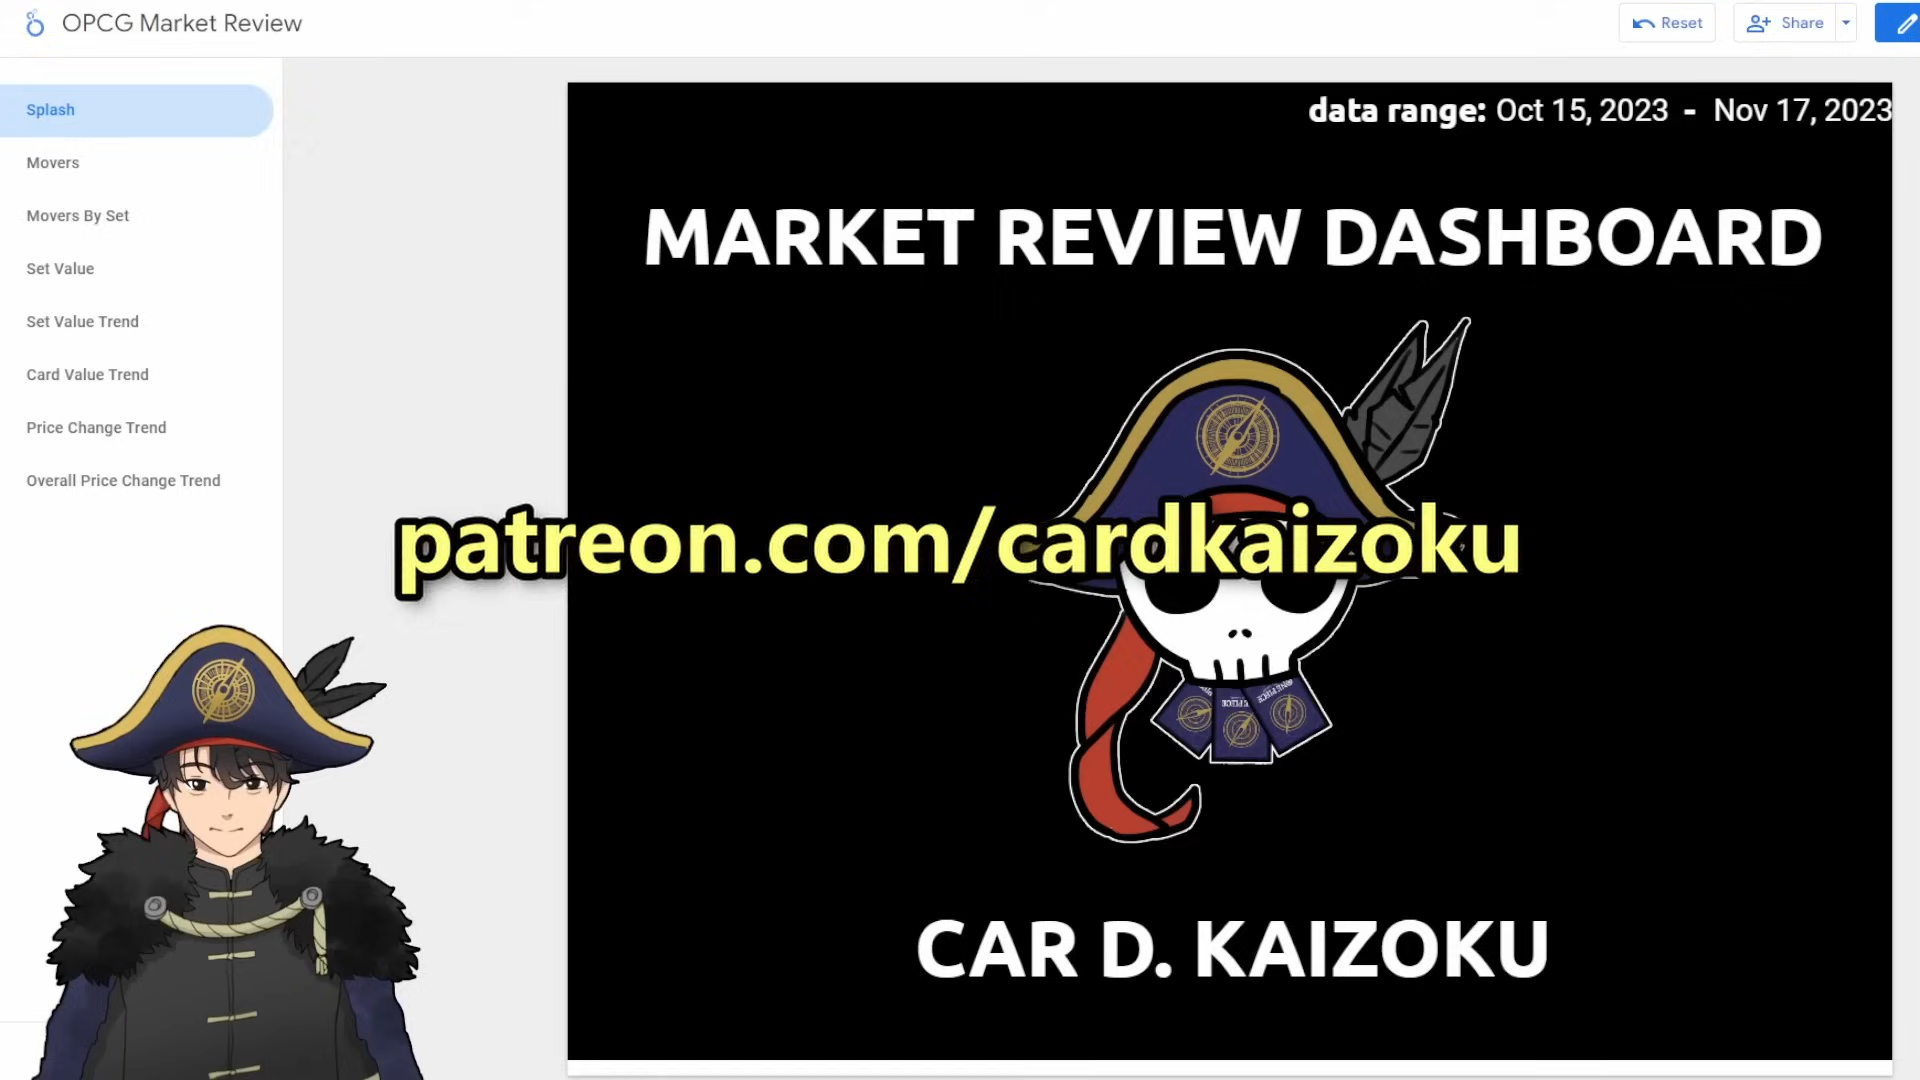 OPCG Market Review
Reset
Share
Splash
Movers
Movers By Set
Set Value
Set Value Trend
Card Value Trend
Price Change Trend
Overall Price Change Trend
data range: Oct 15, 2023 - Nov 17, 2023
MARKET REVIEW DASHBOARD
patreon.com/cardkaizoku
CAR D. KAIZOKU